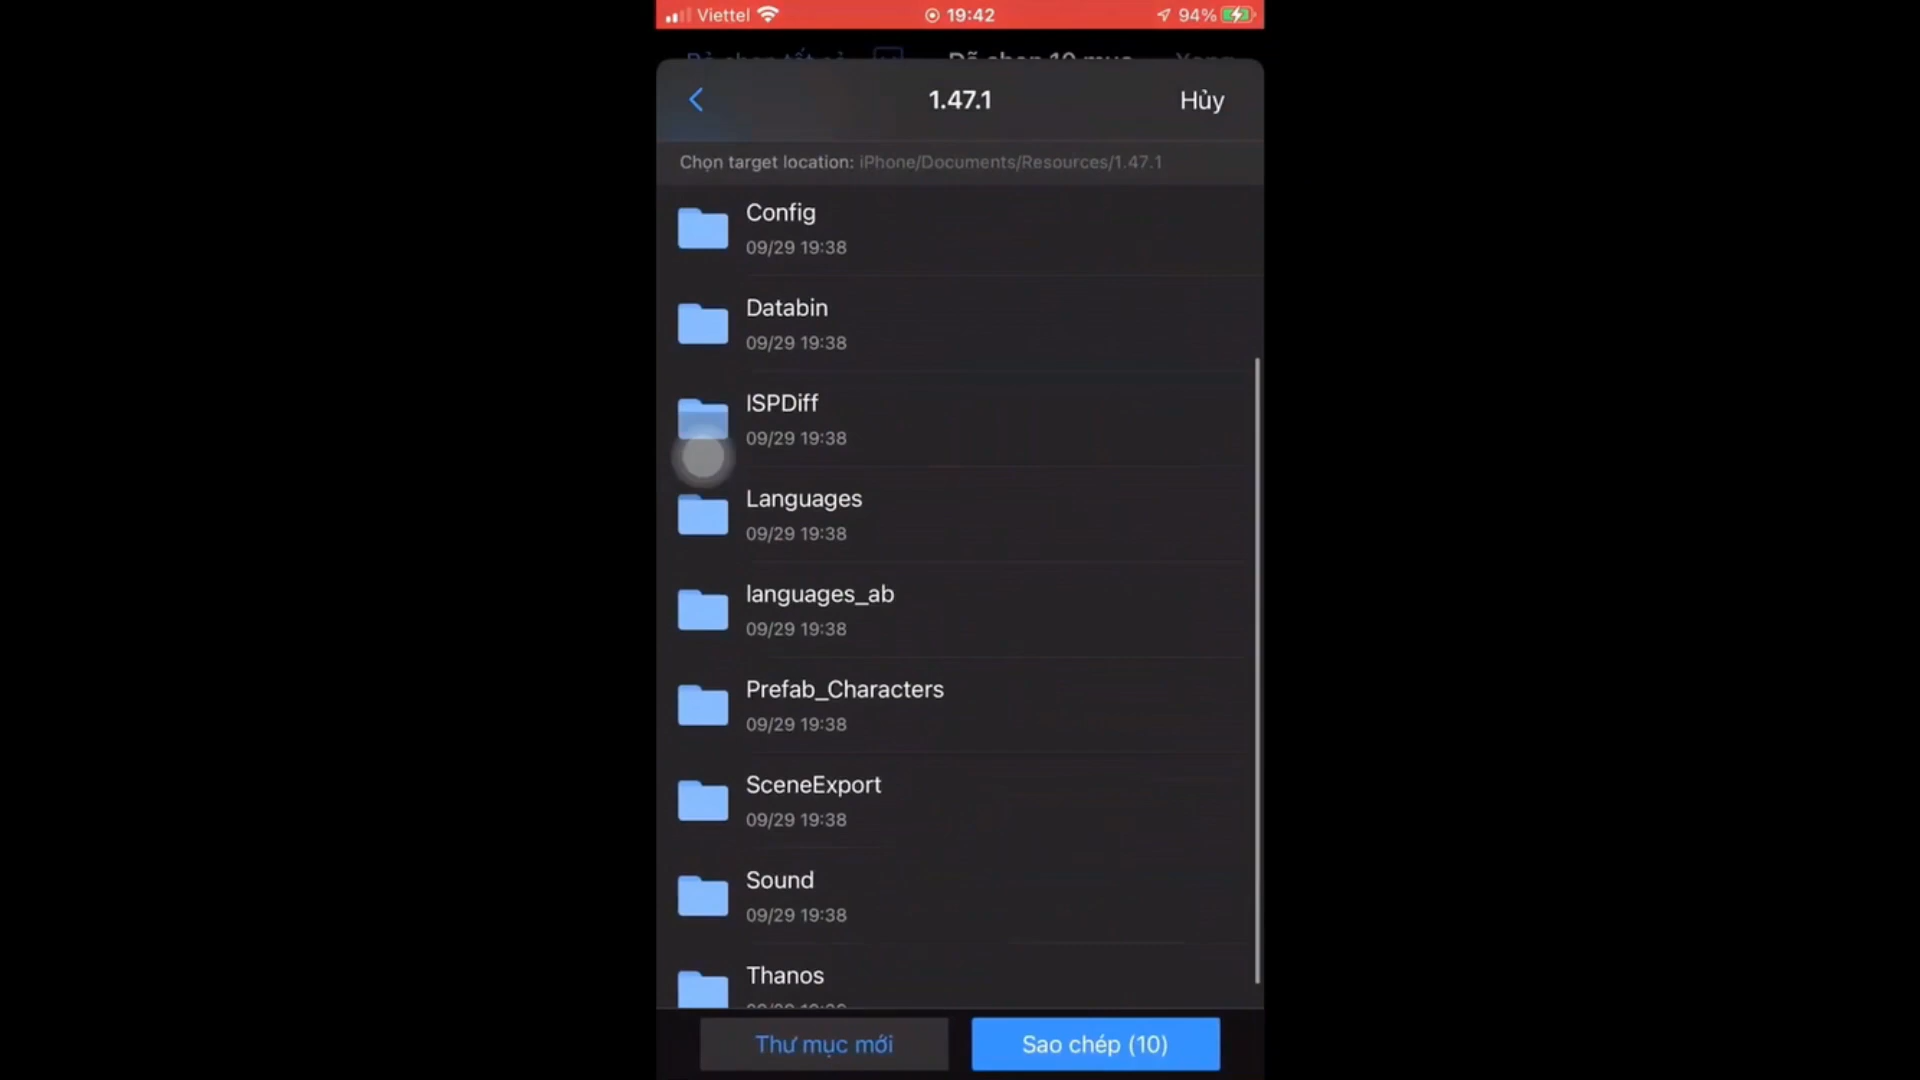 Viettel 19:42 94%
1.47.1 Hủy
Chọn target location: iPhone/Documents/Resources/1.47.1
Config
09/29 19:38
Databin
09/29 19:38
ISPDiff
09/29 19:38
Languages
09/29 19:38
languages_ab
09/29 19:38
Prefab_Characters
09/29 19:38
SceneExport
09/29 19:38
Sound
09/29 19:38
Thanos
Thư mục mới Sao chép (10)